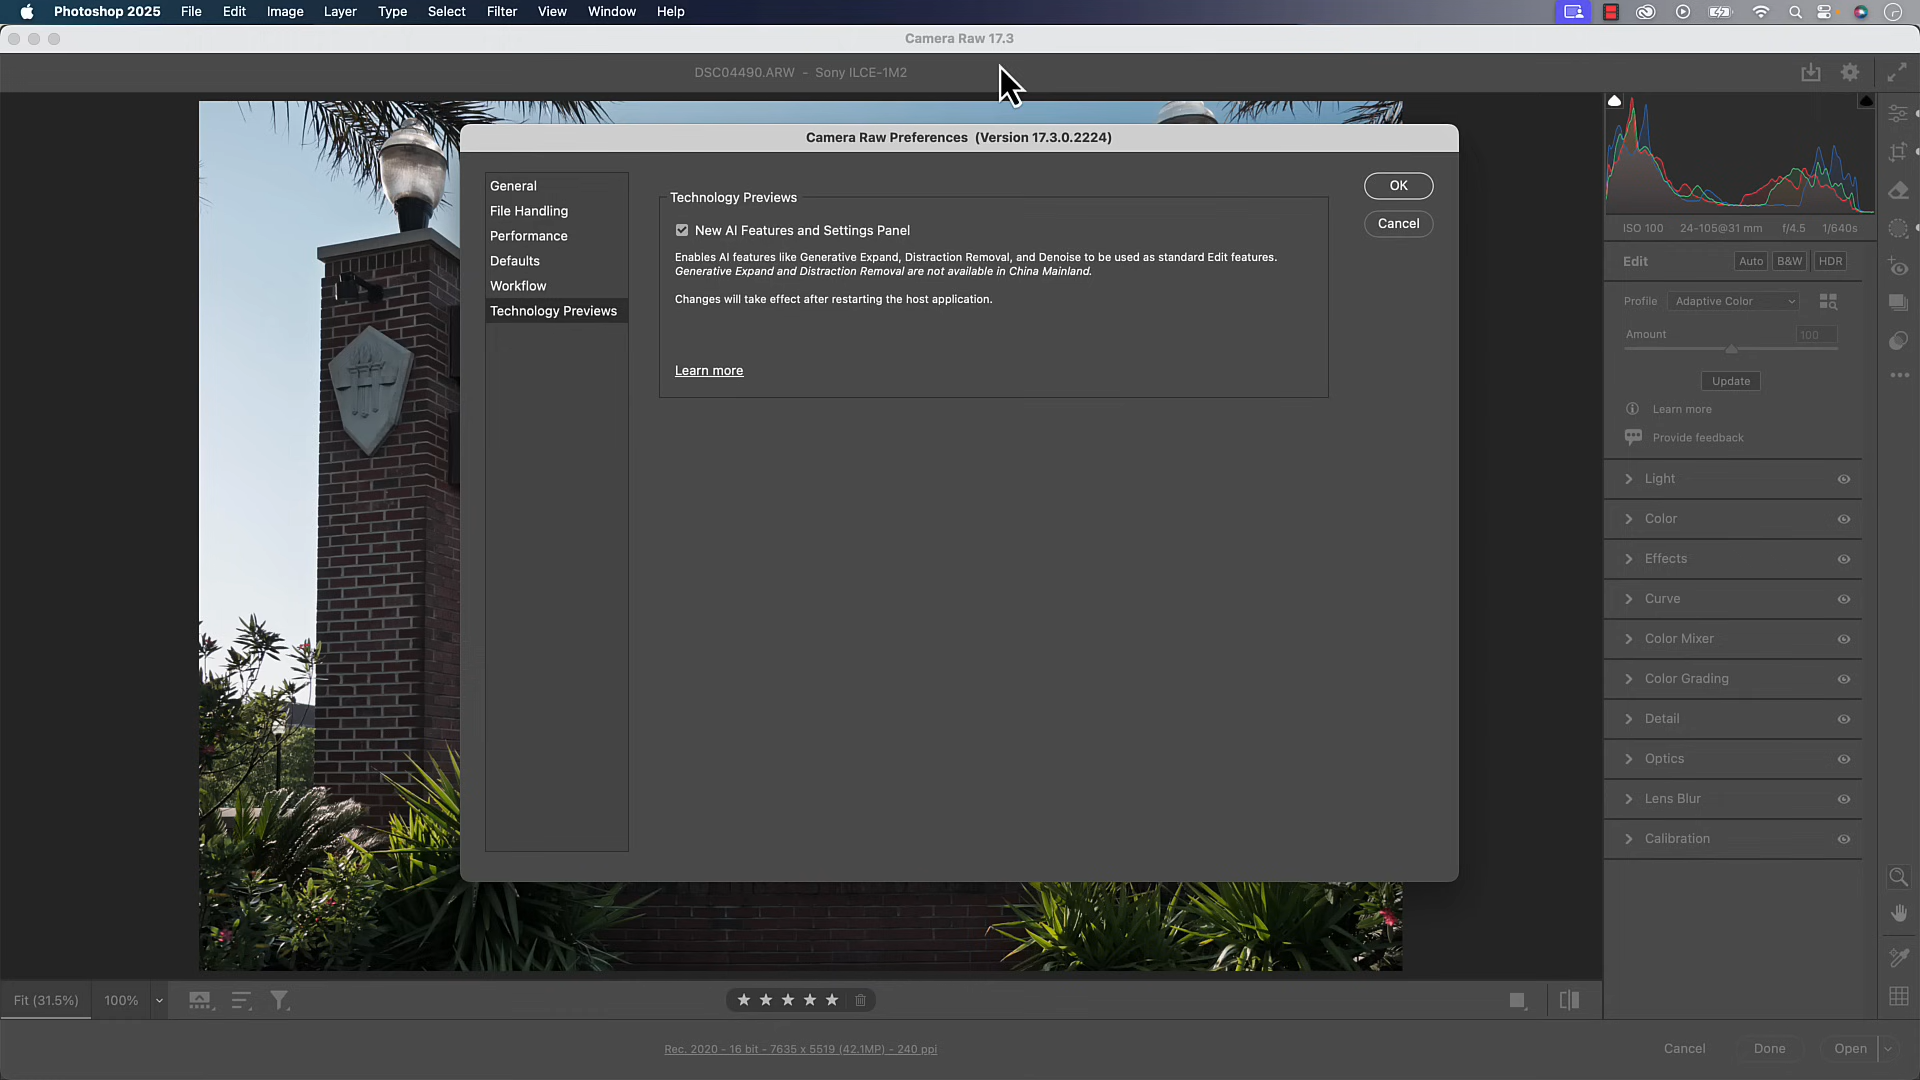 Photoshop 2025 File Edit Image Layer Type Select Filter View Window Help
Camera Raw 17.3
DSC04490.ARW - Sony ILCE-1M2
Camera Raw Preferences (Version 17.3.0.2224)
General
File Handling
Performance
Defaults
Workflow
Technology Previews
Technology Previews
New AI Features and Settings Panel
Enables AI features like Generative Expand, Distraction Removal, and Denoise to be used as standard Edit features.
Generative Expand and Distraction Removal are not available in China Mainland.
Changes will take effect after restarting the host application.
Learn more
OK
Cancel
ISO 100 24-105@31 mm f/4.5 1/640s
Edit Auto B&W HDR
Profile Adaptive Color
Amount 100
Update
Learn more
Provide feedback
Light
Color
Effects
Curve
Color Mixer
Color Grading
Detail
Optics
Lens Blur
Calibration
Fit (31.5%) 100%
Rec. 2020 - 16 bit - 7635 x 5519 (42.1MP) - 240 ppi
Cancel Done Open